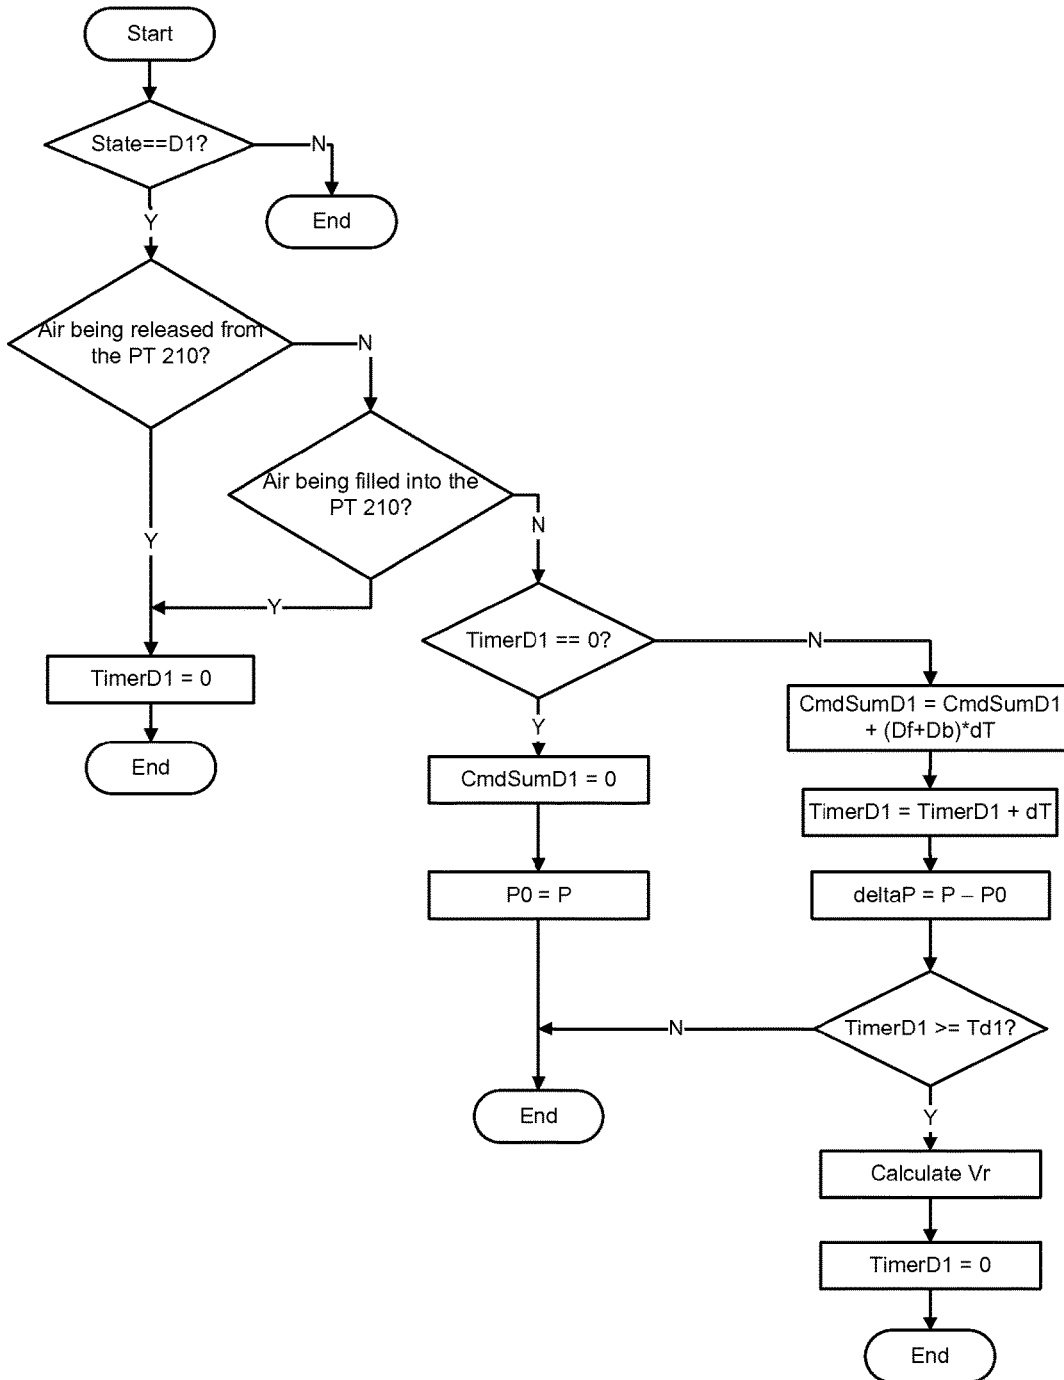 Start
State==D1?
N
End
Y
Air being released from
the PT 210?
N
Air being filled into the
PT 210?
N
Y
Y
TimerD1 == 0?
N
TimerD1 = 0
End
Y
CmdSumD1 = CmdSumD1
+ (Df+Db)*dT
CmdSumD1 = 0
TimerD1 = TimerD1 + dT
P0 = P
deltaP = P – P0
TimerD1 >= Td1?
N
End
Y
Calculate Vr
TimerD1 = 0
End